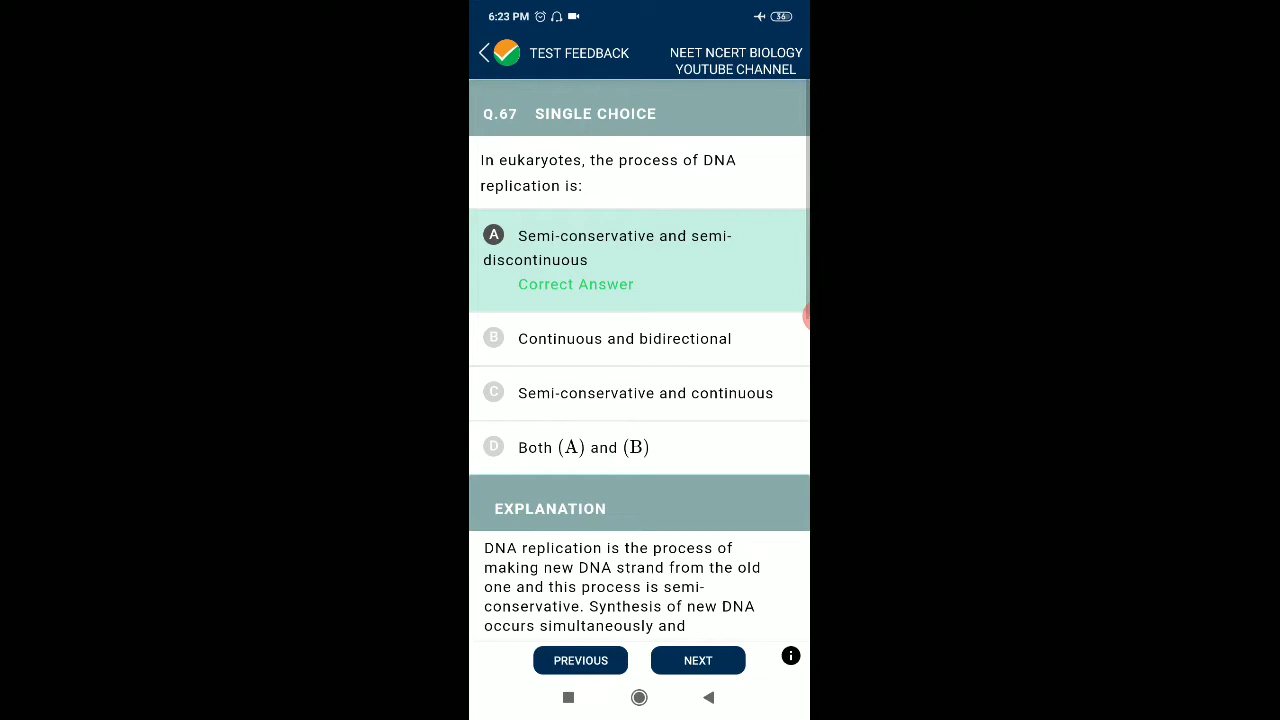 6:23 PM 36
TEST FEEDBACK
NEET NCERT BIOLOGY
YOUTUBE CHANNEL
Q.67 SINGLE CHOICE
In eukaryotes, the process of DNA
replication is:
A Semi-conservative and semi-
discontinuous
Correct Answer
B Continuous and bidirectional
C Semi-conservative and continuous
D Both (A) and (B)
EXPLANATION
DNA replication is the process of
making new DNA strand from the old
one and this process is semi-
conservative. Synthesis of new DNA
occurs simultaneously and
PREVIOUS NEXT